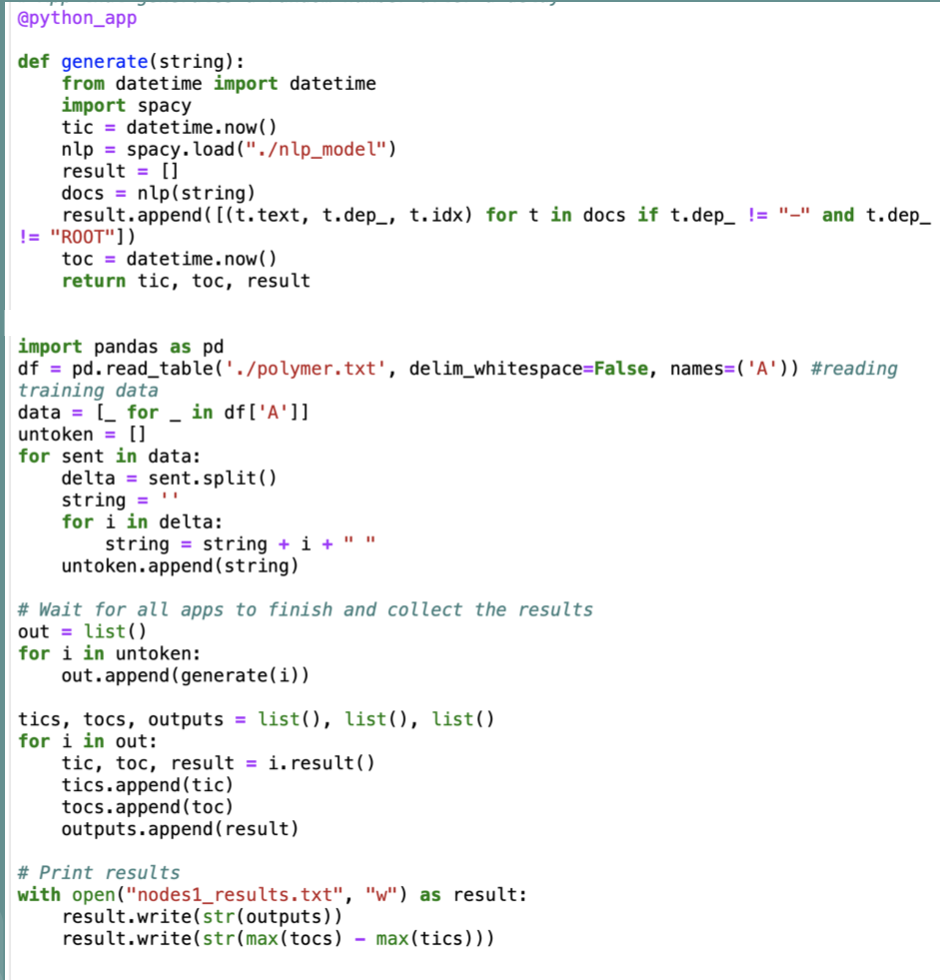 @python_app
def generate(string):
    from datetime import datetime
    import spacy
    tic = datetime.now()
    nlp = spacy.load("./nlp_model")
    result = []
    docs = nlp(string)
    result.append([(t.text, t.dep_, t.idx) for t in docs if t.dep_ != "-" and t.dep_
!= "ROOT"])
    toc = datetime.now()
    return tic, toc, result
import pandas as pd
df = pd.read_table('./polymer.txt', delim_whitespace=False, names=('A')) #reading
training data
data = [_ for _ in df['A']]
untoken = []
for sent in data:
    delta = sent.split()
    string = ''
    for i in delta:
        string = string + i + " "
    untoken.append(string)
# Wait for all apps to finish and collect the results
out = list()
for i in untoken:
    out.append(generate(i))
tics, tocs, outputs = list(), list(), list()
for i in out:
    tic, toc, result = i.result()
    tics.append(tic)
    tocs.append(toc)
    outputs.append(result)
# Print results
with open("nodes1_results.txt", "w") as result:
    result.write(str(outputs))
    result.write(str(max(tocs) - max(tics)))